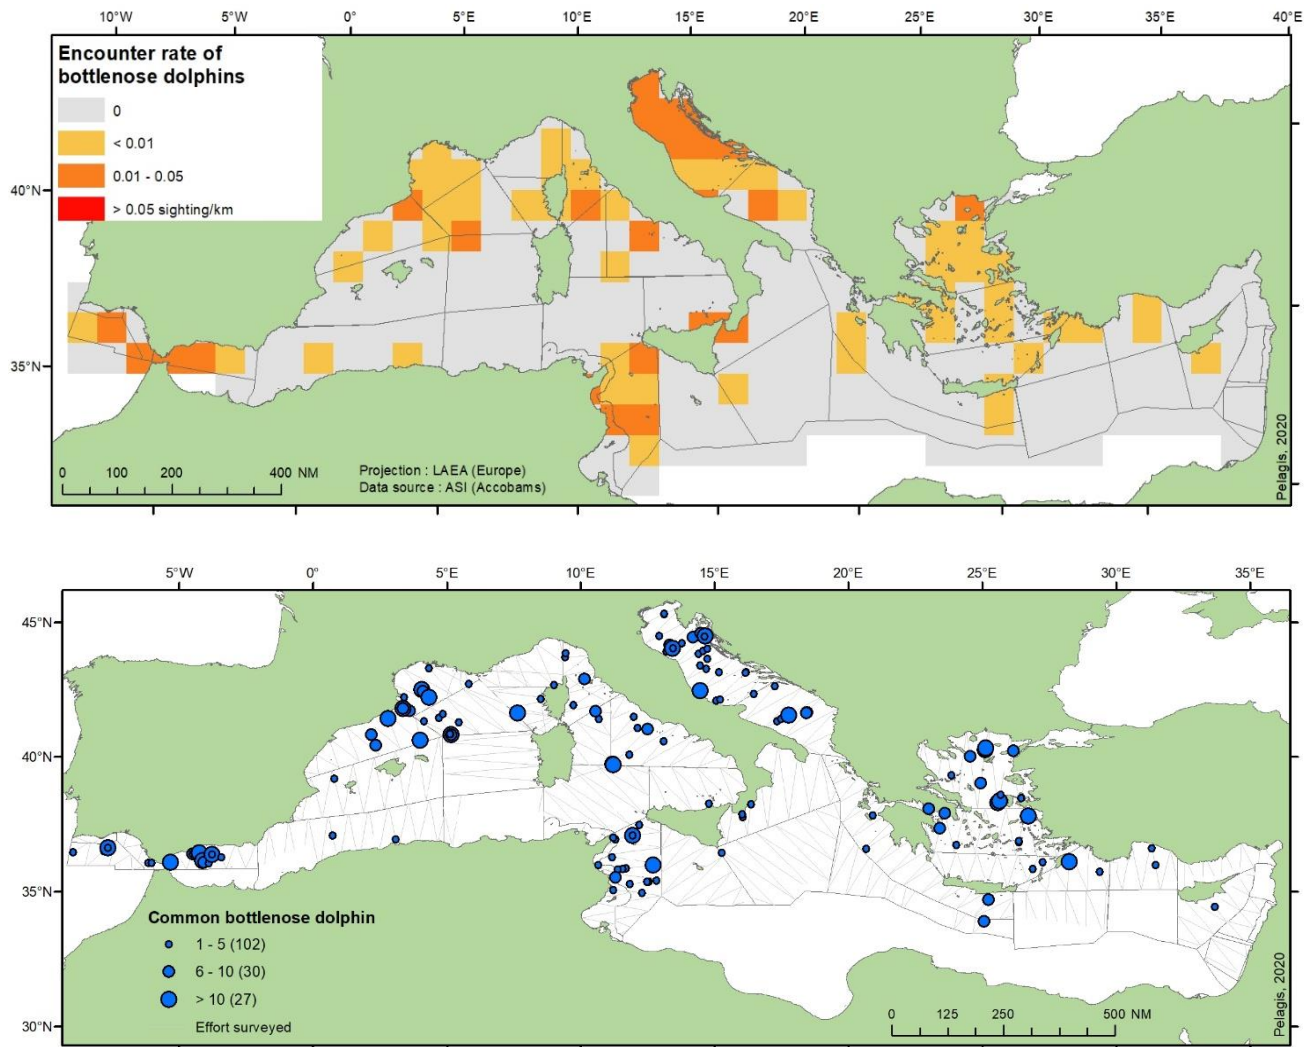 10°W 5°W 0° 5°E 10°E 15°E 20°E 25°E 30°E 35°E 40°E
Encounter rate of
bottlenose dolphins
0
< 0.01
0.01 - 0.05
> 0.05 sighting/km
40°N
35°N
0 100 200 400 NM
Projection : LAEA (Europe)
Data source : ASI (Accobams)
Pelagis, 2020
5°W 0° 5°E 10°E 15°E 20°E 25°E 30°E 35°E
45°N
40°N
35°N
Common bottlenose dolphin
1 - 5 (102)
6 - 10 (30)
> 10 (27)
Effort surveyed
0 125 250 500 NM
30°N
Pelagis, 2020